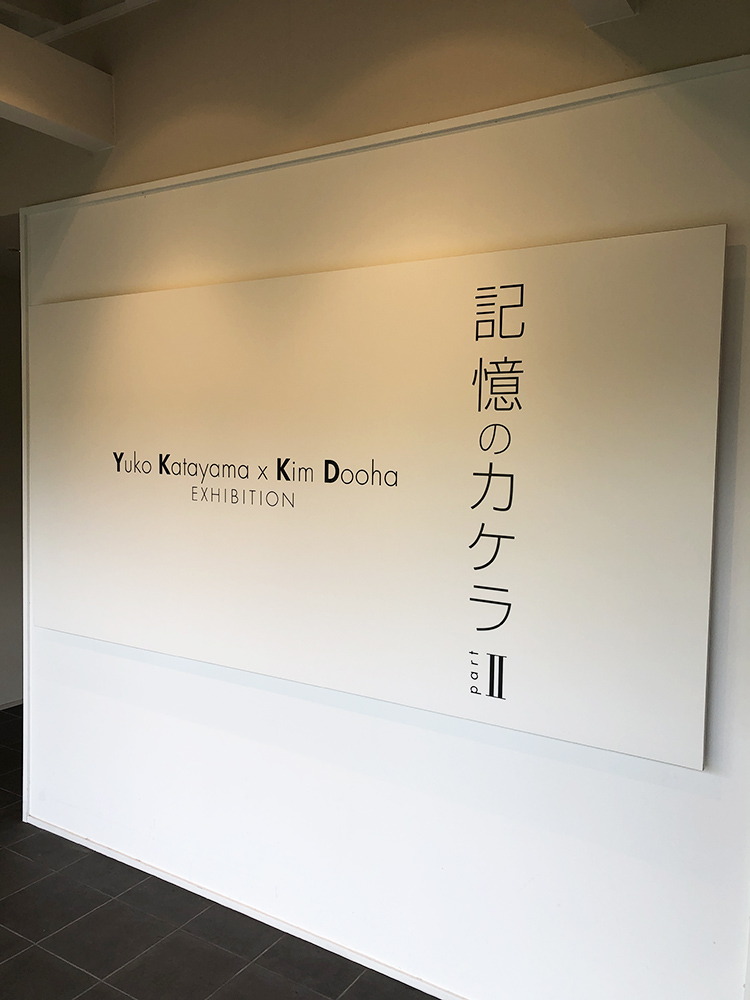 記憶のカケラ
part II
Yuko Katayama x Kim Dooha
EXHIBITION